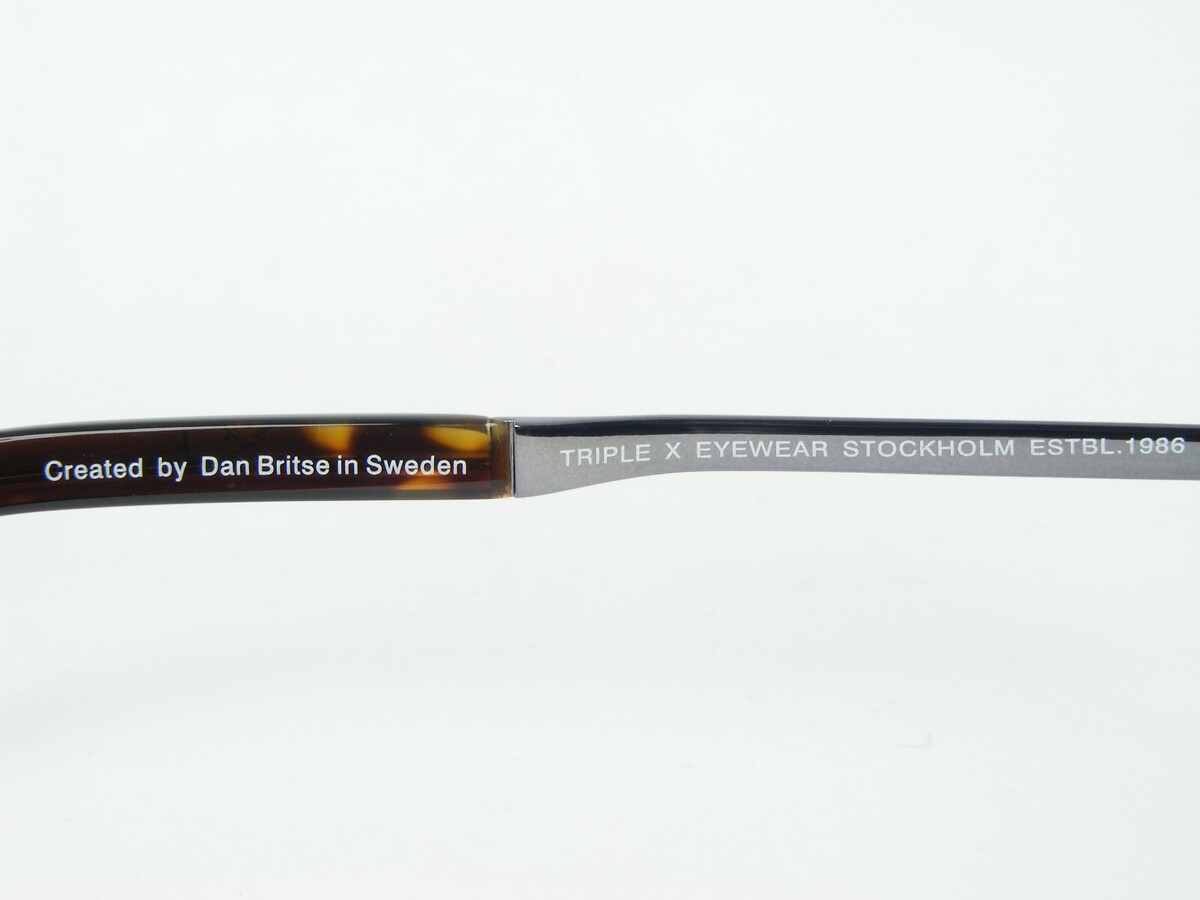 Created by Dan Britse in Sweden
TRIPLE X EYEWEAR STOCKHOLM ESTBL.1986